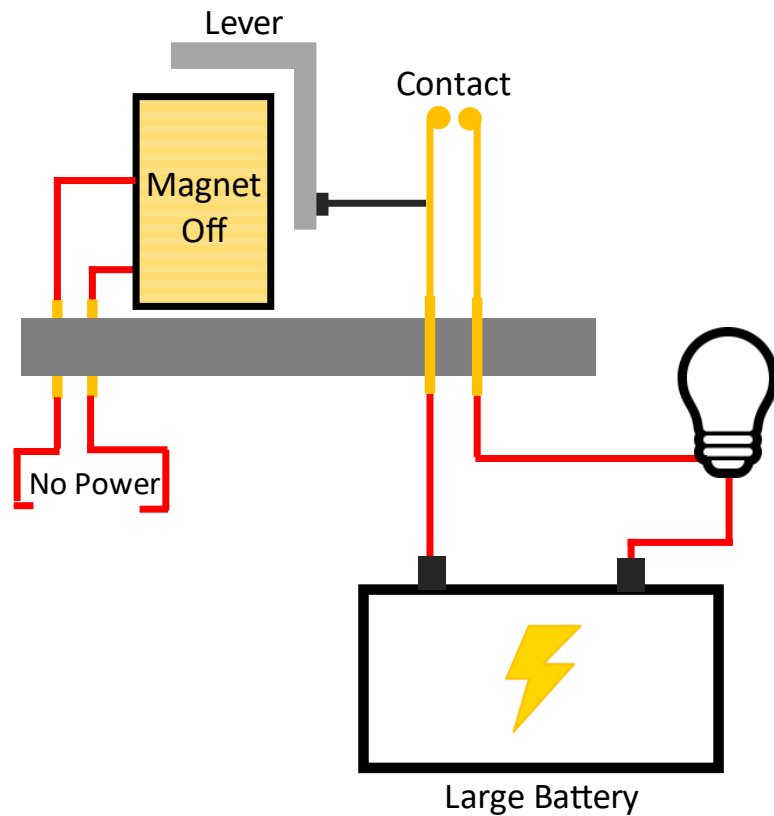 Lever
Contact
Magnet
Off
No Power
Large Battery